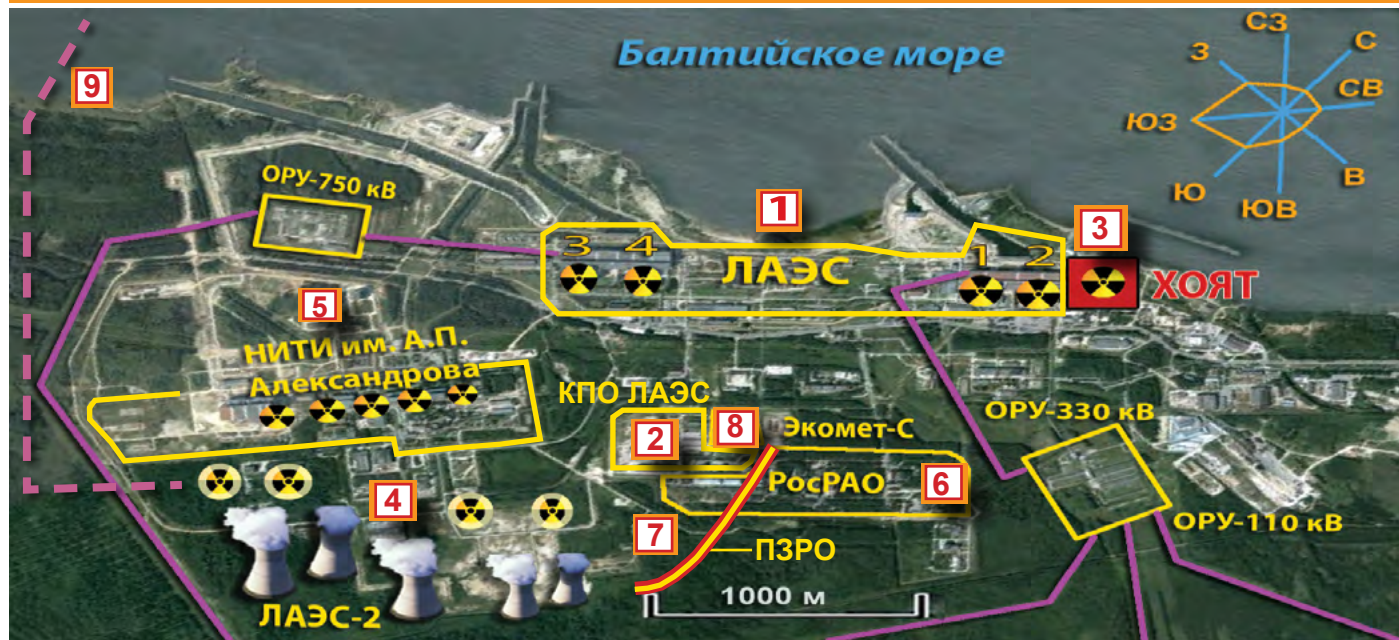 СЗ
С
З
СВ
ЮЗ
В
Ю
ЮВ
Балтийское море
9
ОРУ-750 кВ
1
3
3 4
1 2
ЛАЭС
ХОЯТ
5
НИТИ им. А.П.
Александрова
КПО ЛАЭС
2
8
Экомет-С
ОРУ-330 кВ
РосРАО
6
4
ОРУ-110 кВ
7
ПЗРО
1000 м
ЛАЭС-2